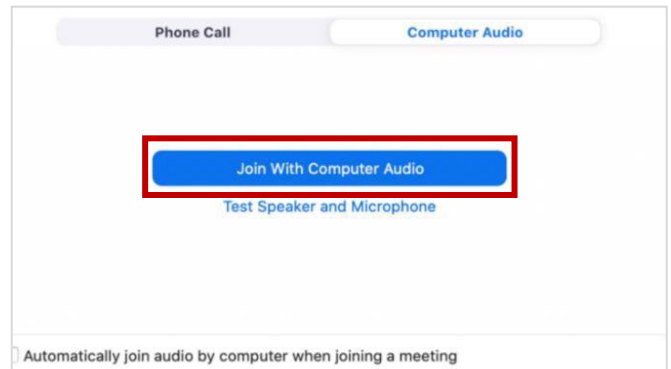 Phone Call Computer Audio
Join With Computer Audio
Test Speaker and Microphone
Automatically join audio by computer when joining a meeting